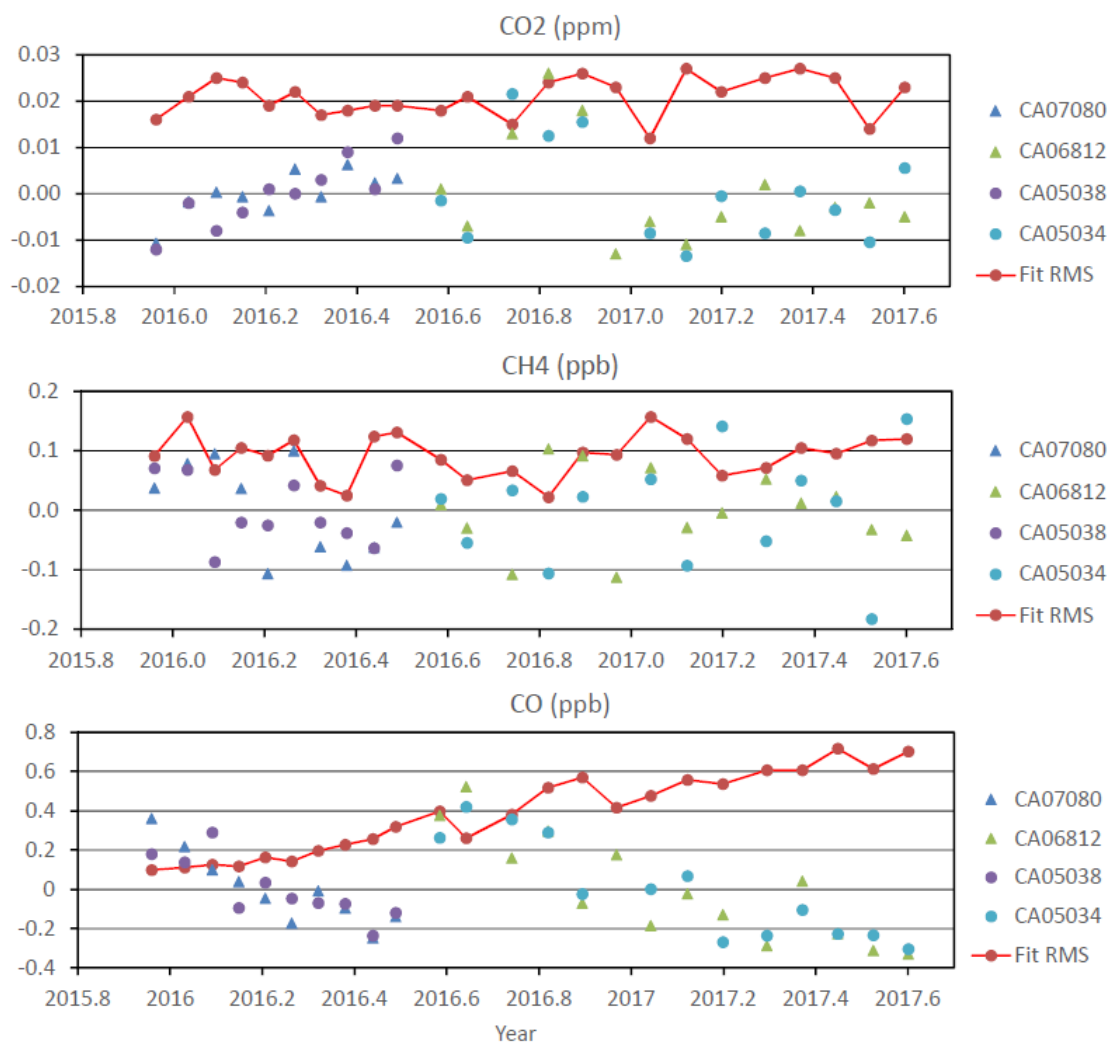 CO2 (ppm)
0.03
0.02
0.01
0.00
-0.01
-0.02
2015.8 2016.0 2016.2 2016.4 2016.6 2016.8 2017.0 2017.2 2017.4 2017.6
CA07080
CA06812
CA05038
CA05034
Fit RMS
CH4 (ppb)
0.2
0.1
0.0
-0.1
-0.2
2015.8 2016.0 2016.2 2016.4 2016.6 2016.8 2017.0 2017.2 2017.4 2017.6
CA07080
CA06812
CA05038
CA05034
Fit RMS
CO (ppb)
0.8
0.6
0.4
0.2
0
-0.2
-0.4
2015.8 2016 2016.2 2016.4 2016.6 2016.8 2017 2017.2 2017.4 2017.6
Year
CA07080
CA06812
CA05038
CA05034
Fit RMS